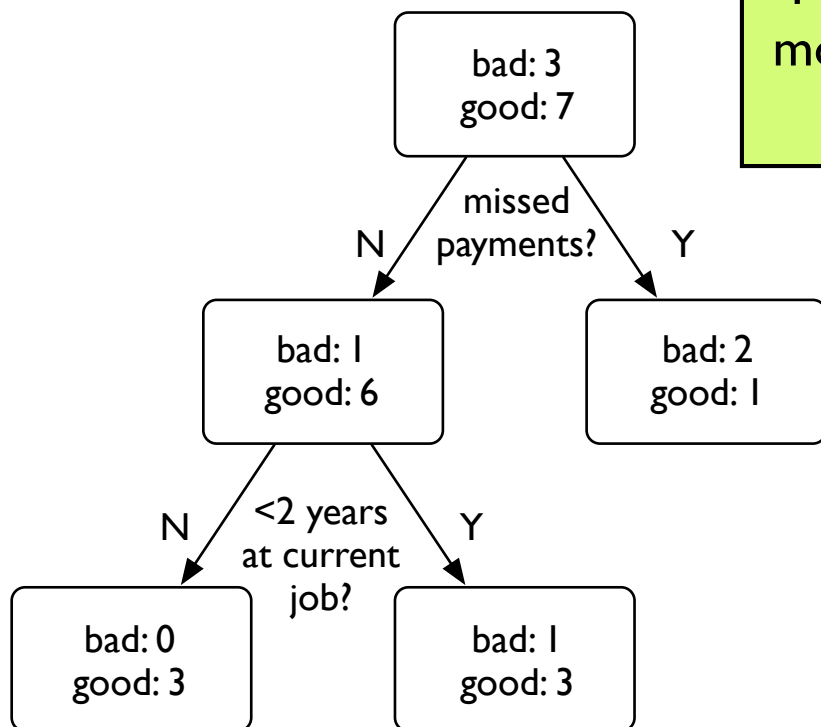 bad: 3
good: 7
missed
payments?
N
Y
bad: 1
good: 6
bad: 2
good: 1
<2 years
at current
job?
N
Y
bad: 0
good: 3
bad: 1
good: 3